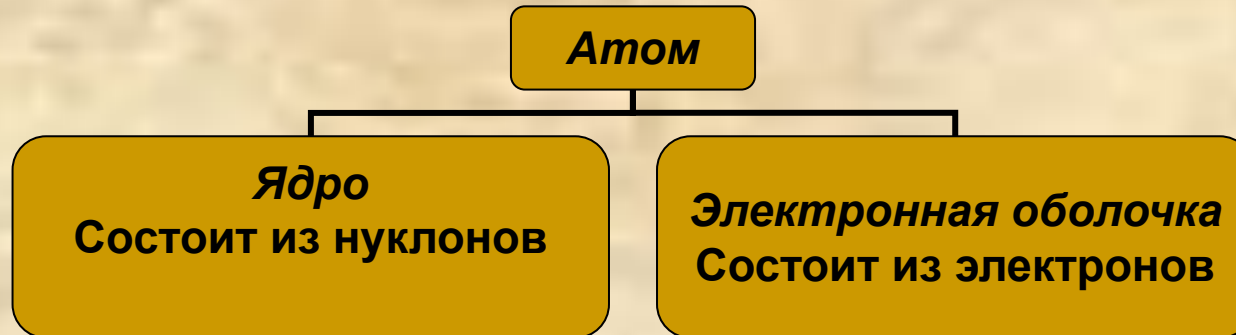 Атом
Ядро
Состоит из нуклонов
Электронная оболочка
Состоит из электронов